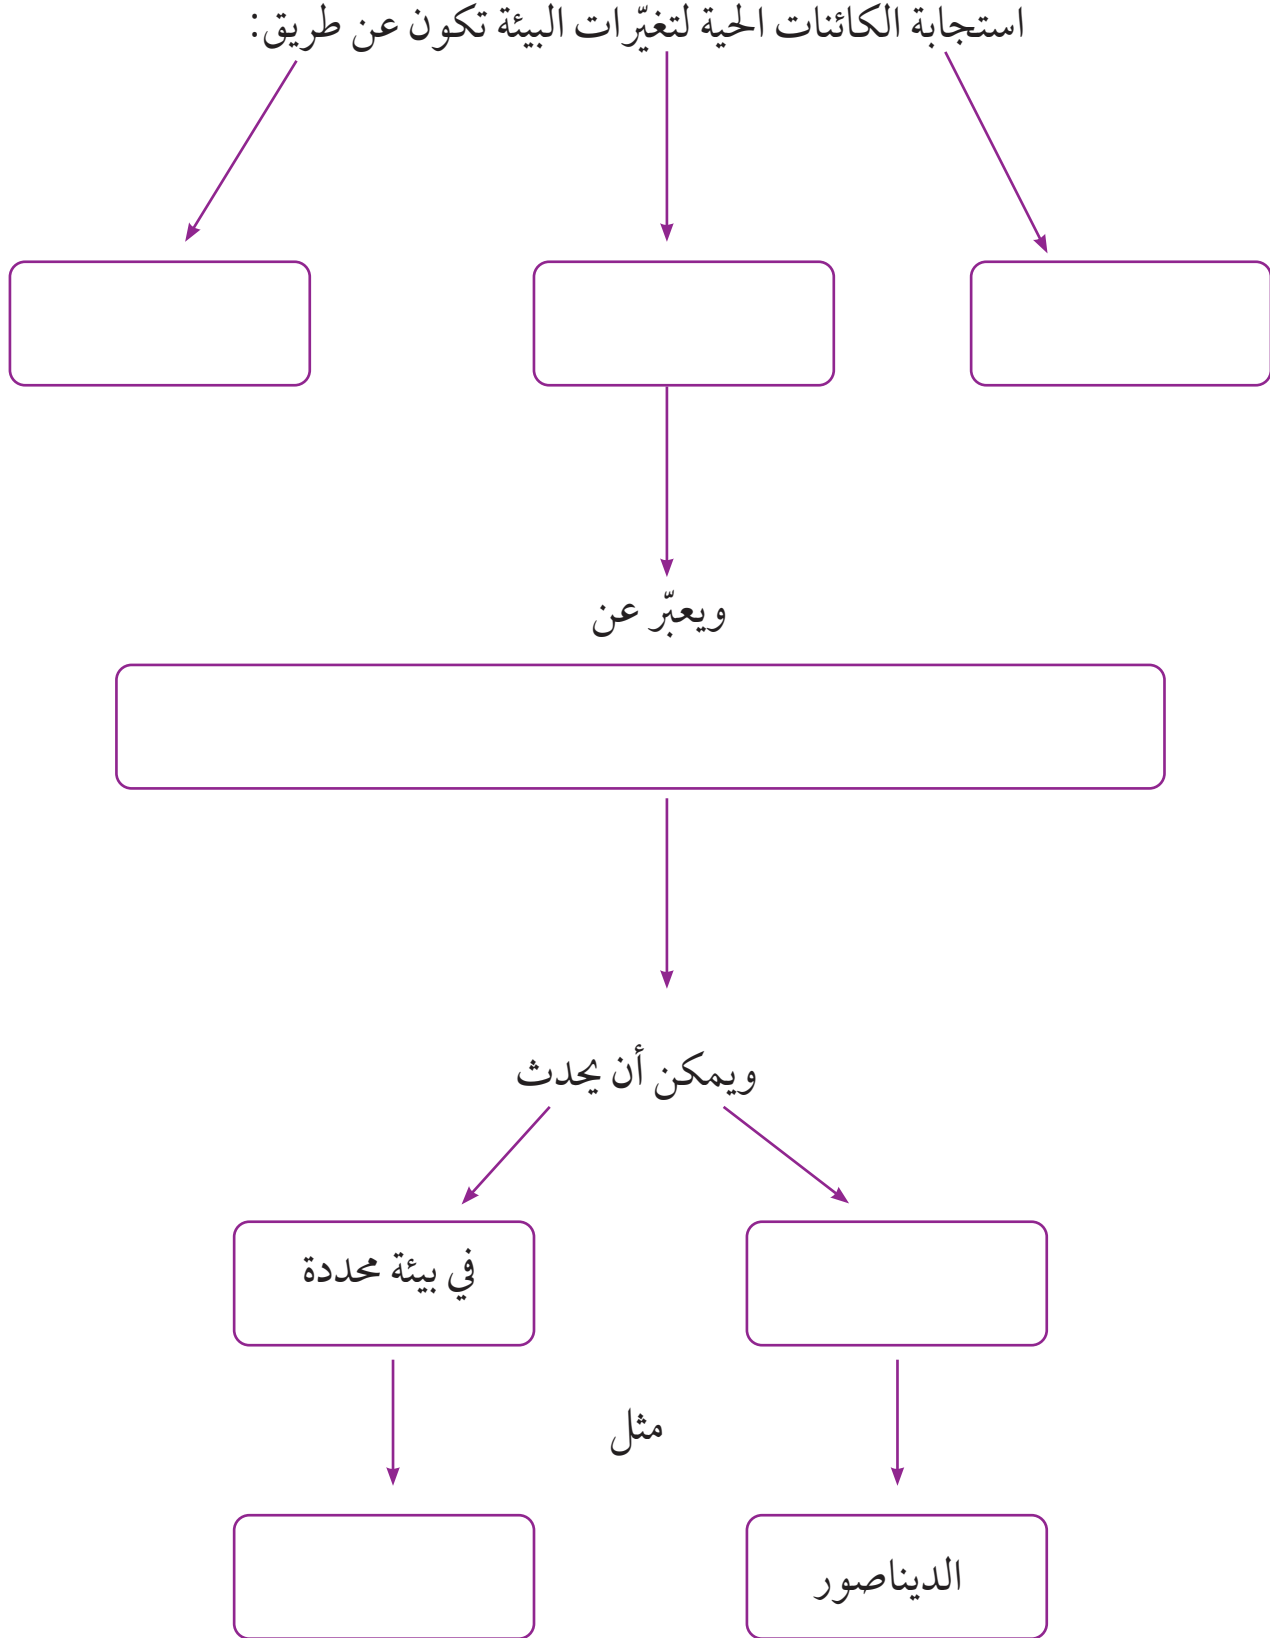 استجابة الكائنات الحية لتغيّرات البيئة تكون عن طريق:
ويعبّر عن
ويمكن أن يحدث
في بيئة محددة
مثل
الديناصور